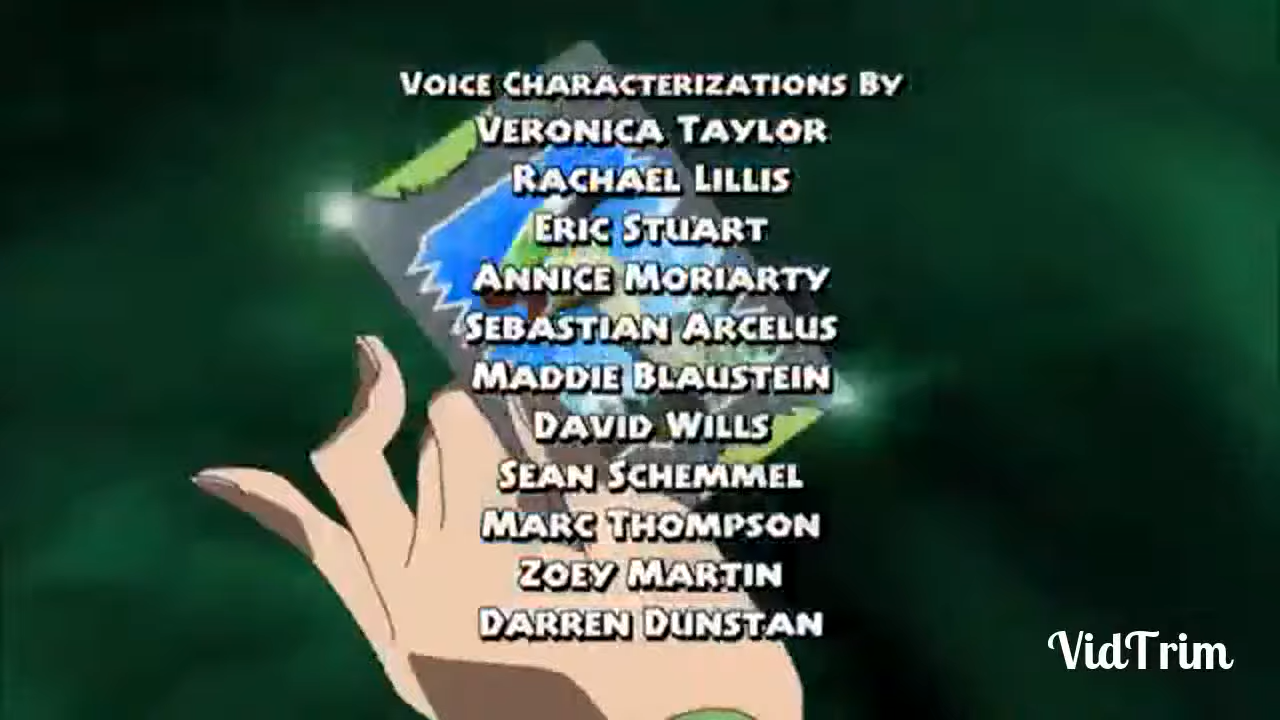 Voice Characterizations By
Veronica Taylor
Rachael Lillis
Eric Stuart
Annice Moriarty
Sebastian Arcelus
Maddie Blaustein
David Wills
Sean Schemmel
Marc Thompson
Zoey Martin
Darren Dunstan
VidTrim